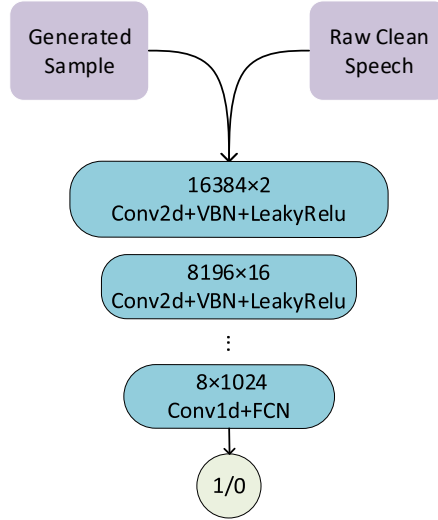 Generated
Sample
Raw Clean
Speech
16384×2
Conv2d+VBN+LeakyRelu
8196×16
Conv2d+VBN+LeakyRelu
⋮
8×1024
Conv1d+FCN
1/0